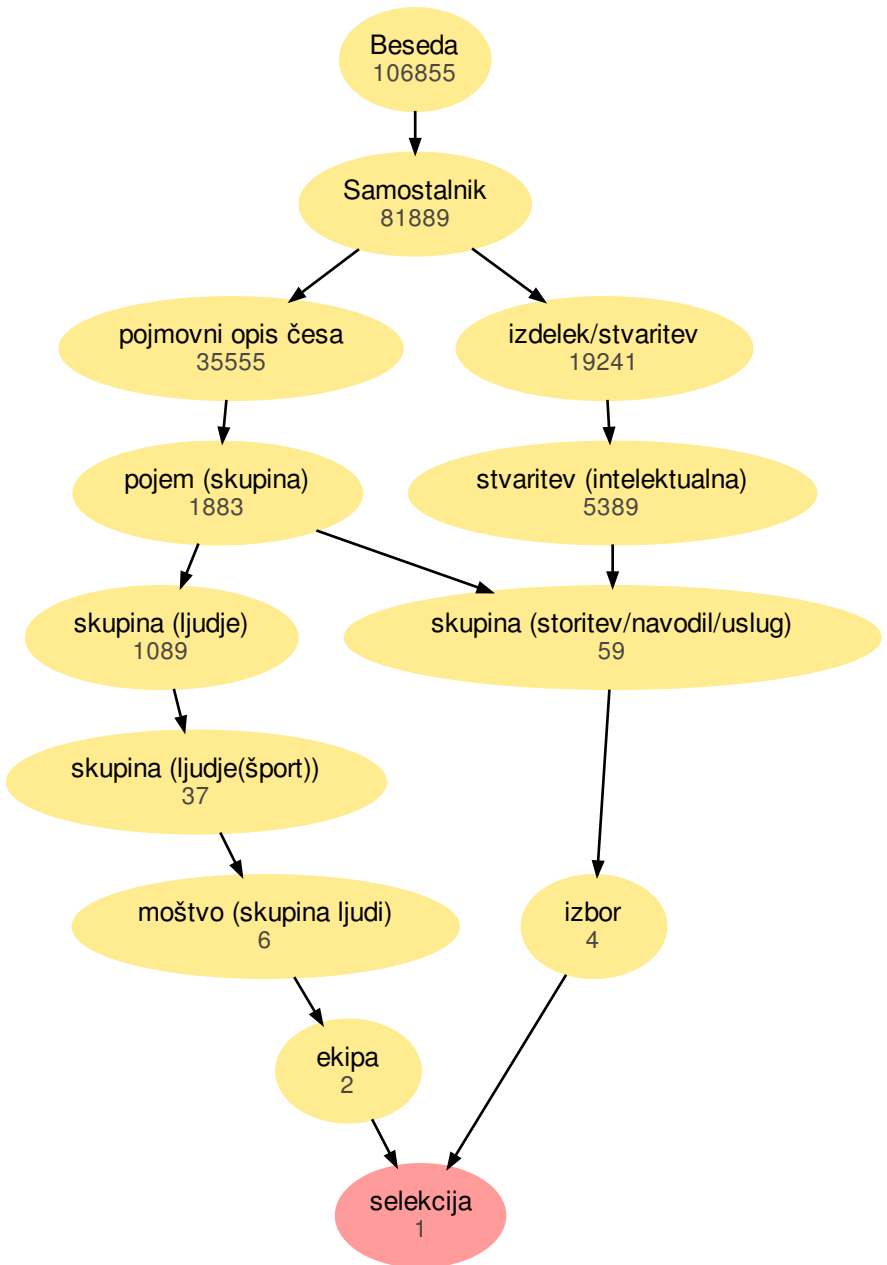 Beseda
106855
Samostalnik
81889
pojmovni opis česa
35555
izdelek/stvaritev
19241
pojem (skupina)
1883
stvaritev (intelektualna)
5389
skupina (ljudje)
1089
skupina (storitev/navodil/uslug)
59
skupina (ljudje(šport))
37
moštvo (skupina ljudi)
6
izbor
4
ekipa
2
selekcija
1